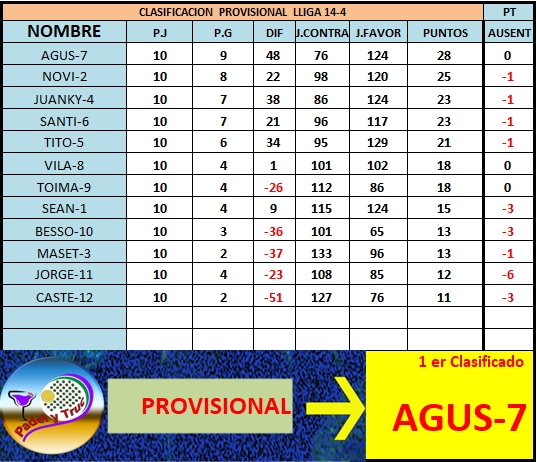 CLASIFICACION PROVISIONAL LLIGA 14-4 PT
NOMBRE P.J P.G DIF J.CONTRA J.FAVOR PUNTOS AUSENT
AGUS-7 10 9 48 76 124 28 0
NOVI-2 10 8 22 98 120 25 -1
JUANKY-4 10 7 38 86 124 23 -1
SANTI-6 10 7 21 96 117 23 -1
TITO-5 10 6 34 95 129 21 -1
VILA-8 10 4 1 101 102 18 0
TOIMA-9 10 4 -26 112 86 18 0
SEAN-1 10 4 9 115 124 15 -3
BESSO-10 10 3 -36 101 65 13 -3
MASET-3 10 2 -37 133 96 13 -1
JORGE-11 10 4 -23 108 85 12 -6
CASTE-12 10 2 -51 127 76 11 -3
1 er Clasificado
Padel y Truc
PROVISIONAL
AGUS-7